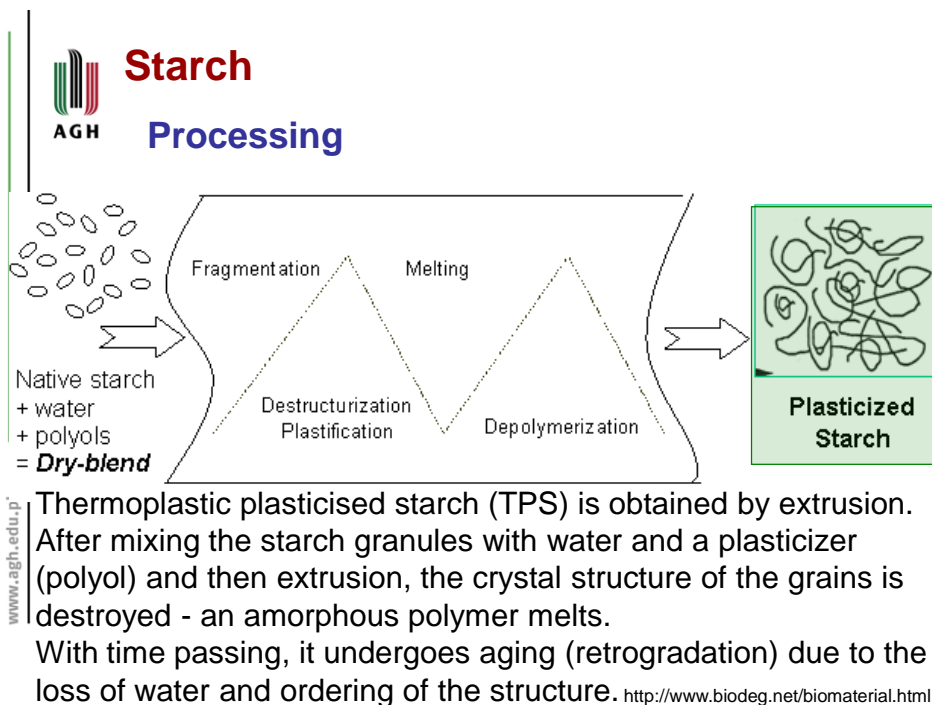 Starch
AGH
Processing
Fragmentation
Melting
Destructurization
Plastification
Depolymerization
Native starch
+ water
+ polyols
= Dry-blend
Plasticized
Starch
www.agh.edu.p
Thermoplastic plasticised starch (TPS) is obtained by extrusion.
After mixing the starch granules with water and a plasticizer
(polyol) and then extrusion, the crystal structure of the grains is
destroyed - an amorphous polymer melts.
With time passing, it undergoes aging (retrogradation) due to the
loss of water and ordering of the structure. http://www.biodeg.net/biomaterial.html